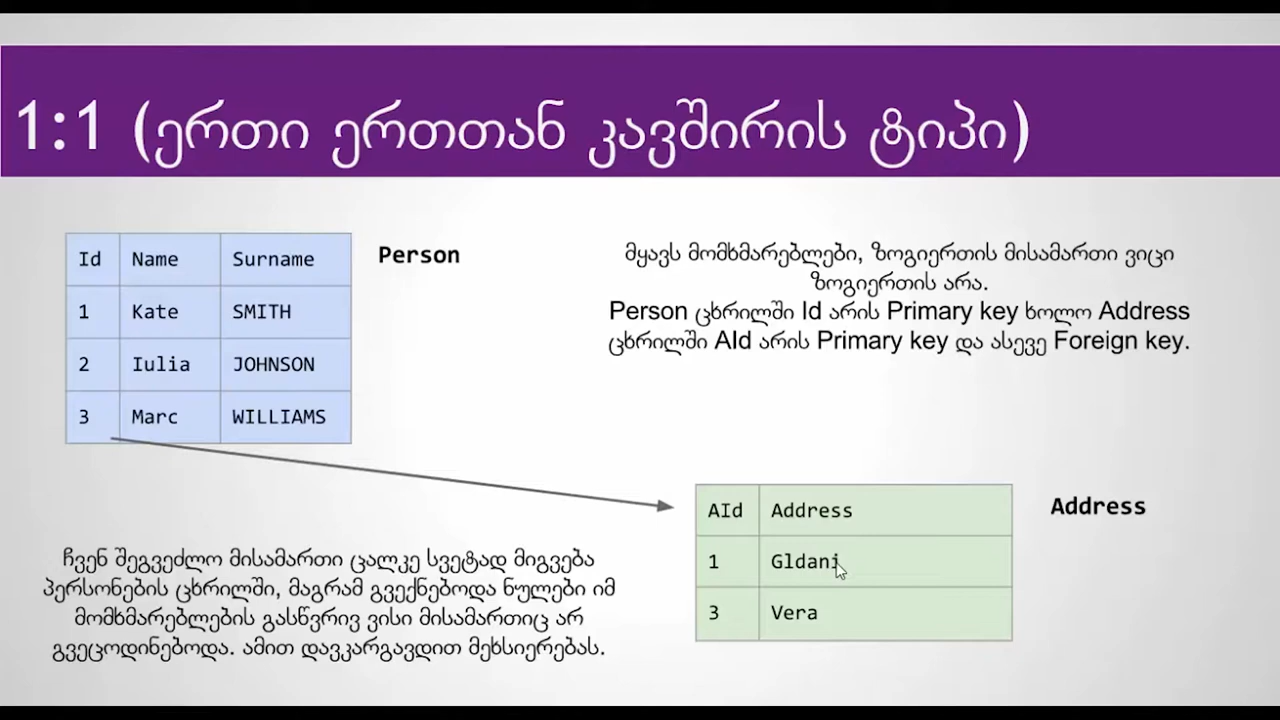 1:1 (ერთი ერთთან კავშირის ტიპი)
Id Name Surname
1 Kate SMITH
2 Iulia JOHNSON
3 Marc WILLIAMS
Person
მყავს მომხმარებლები, ზოგიერთის მისამართი ვიცი
ზოგიერთის არა.
Person ცხრილში Id არის Primary key ხოლო Address
ცხრილში AId არის Primary key და ასევე Foreign key.
AId Address
1 Gldani
3 Vera
Address
ჩვენ შეგვეძლო მისამართი ცალკე სვეტად მიგვება
პერსონების ცხრილში, მაგრამ გვექნებოდა ნულები იმ
მომხმარებლების გასწვრივ ვისი მისამართიც არ
გვეცოდინებოდა. ამით დავკარგავდით მეხსიერებას.